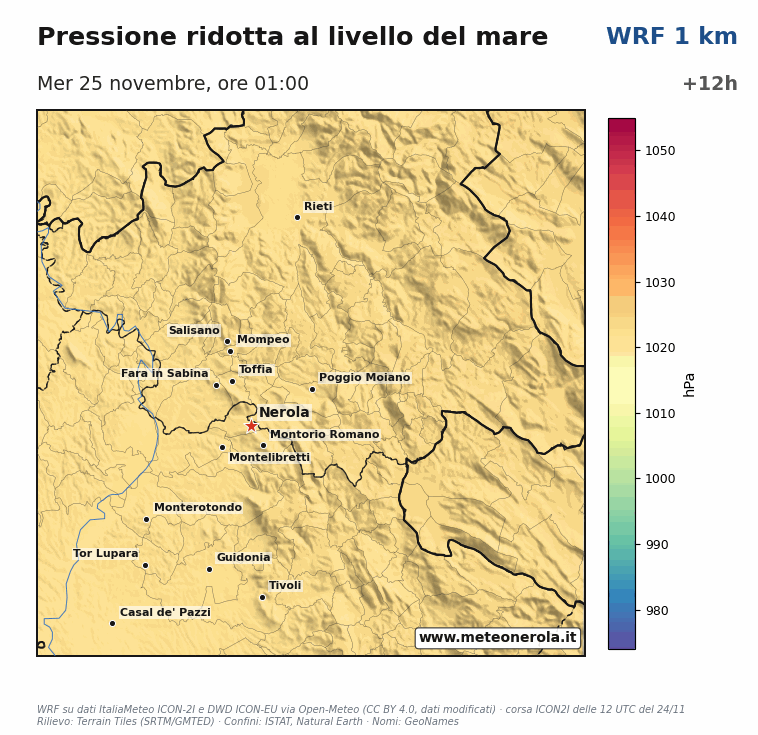 Pressione ridotta al livello del mare
WRF 1 km
Mer 25 novembre, ore 01:00
+12h
Rieti
Salisano
Mompeo
Fara in Sabina
Toffia
Poggio Moiano
Nerola
Montorio Romano
Montelibretti
Monterotondo
Tor Lupara
Guidonia
Tivoli
Casal de' Pazzi
www.meteonerola.it
1050
1040
1030
1020
1010
1000
990
980
hPa
WRF su dati ItaliaMeteo ICON-2I e DWD ICON-EU via Open-Meteo (CC BY 4.0, dati modificati) · corsa ICON2I delle 12 UTC del 24/11
Rilievo: Terrain Tiles (SRTM/GMTED) · Confini: ISTAT, Natural Earth · Nomi: GeoNames